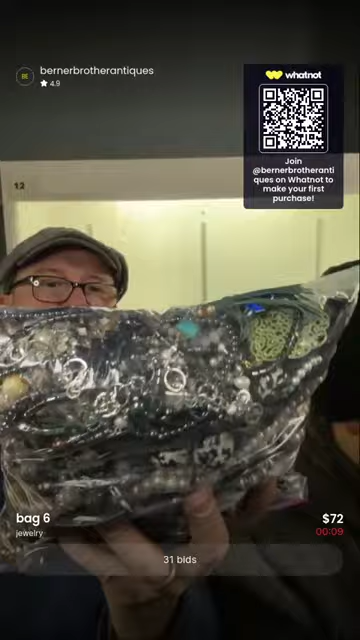 BE
bernerbrotherantiques
★ 4.9
whatnot
Join
@bernerbrotheranti
ques on Whatnot to
make your first
purchase!
12
bag 6
$72
jewelry
00:09
31 bids